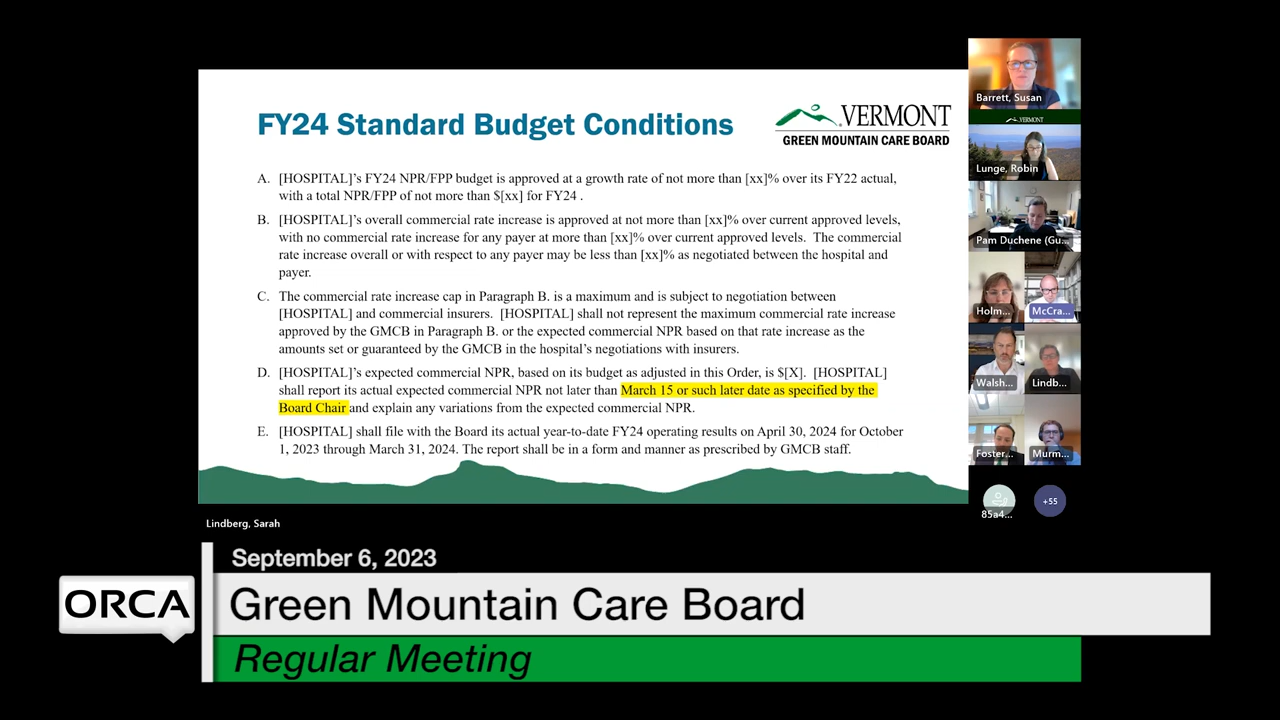 FY24 Standard Budget Conditions
VERMONT
GREEN MOUNTAIN CARE BOARD
A. [HOSPITAL]'s FY24 NPR/FPP budget is approved at a growth rate of not more than [xx]% over its FY22 actual,
with a total NPR/FPP of not more than $[xx] for FY24 .
B. [HOSPITAL]'s overall commercial rate increase is approved at not more than [xx]% over current approved levels,
with no commercial rate increase for any payer at more than [xx]% over current approved levels. The commercial
rate increase overall or with respect to any payer may be less than [xx]% as negotiated between the hospital and
payer.
C. The commercial rate increase cap in Paragraph B. is a maximum and is subject to negotiation between
[HOSPITAL] and commercial insurers. [HOSPITAL] shall not represent the maximum commercial rate increase
approved by the GMCB in Paragraph B. or the expected commercial NPR based on that rate increase as the
amounts set or guaranteed by the GMCB in the hospital's negotiations with insurers.
D. [HOSPITAL]'s expected commercial NPR, based on its budget as adjusted in this Order, is $[X]. [HOSPITAL]
shall report its actual expected commercial NPR not later than March 15 or such later date as specified by the
Board Chair and explain any variations from the expected commercial NPR.
E. [HOSPITAL] shall file with the Board its actual year-to-date FY24 operating results on April 30, 2024 for October
1, 2023 through March 31, 2024. The report shall be in a form and manner as prescribed by GMCB staff.
Barrett, Susan
VERMONT
Lunge, Robin
Pam Duchene (Gu...
Holm... McCra...
Walsh... Lindb...
Foster... Murm...
85a4... +55
Lindberg, Sarah
September 6, 2023
ORCA
Green Mountain Care Board
Regular Meeting